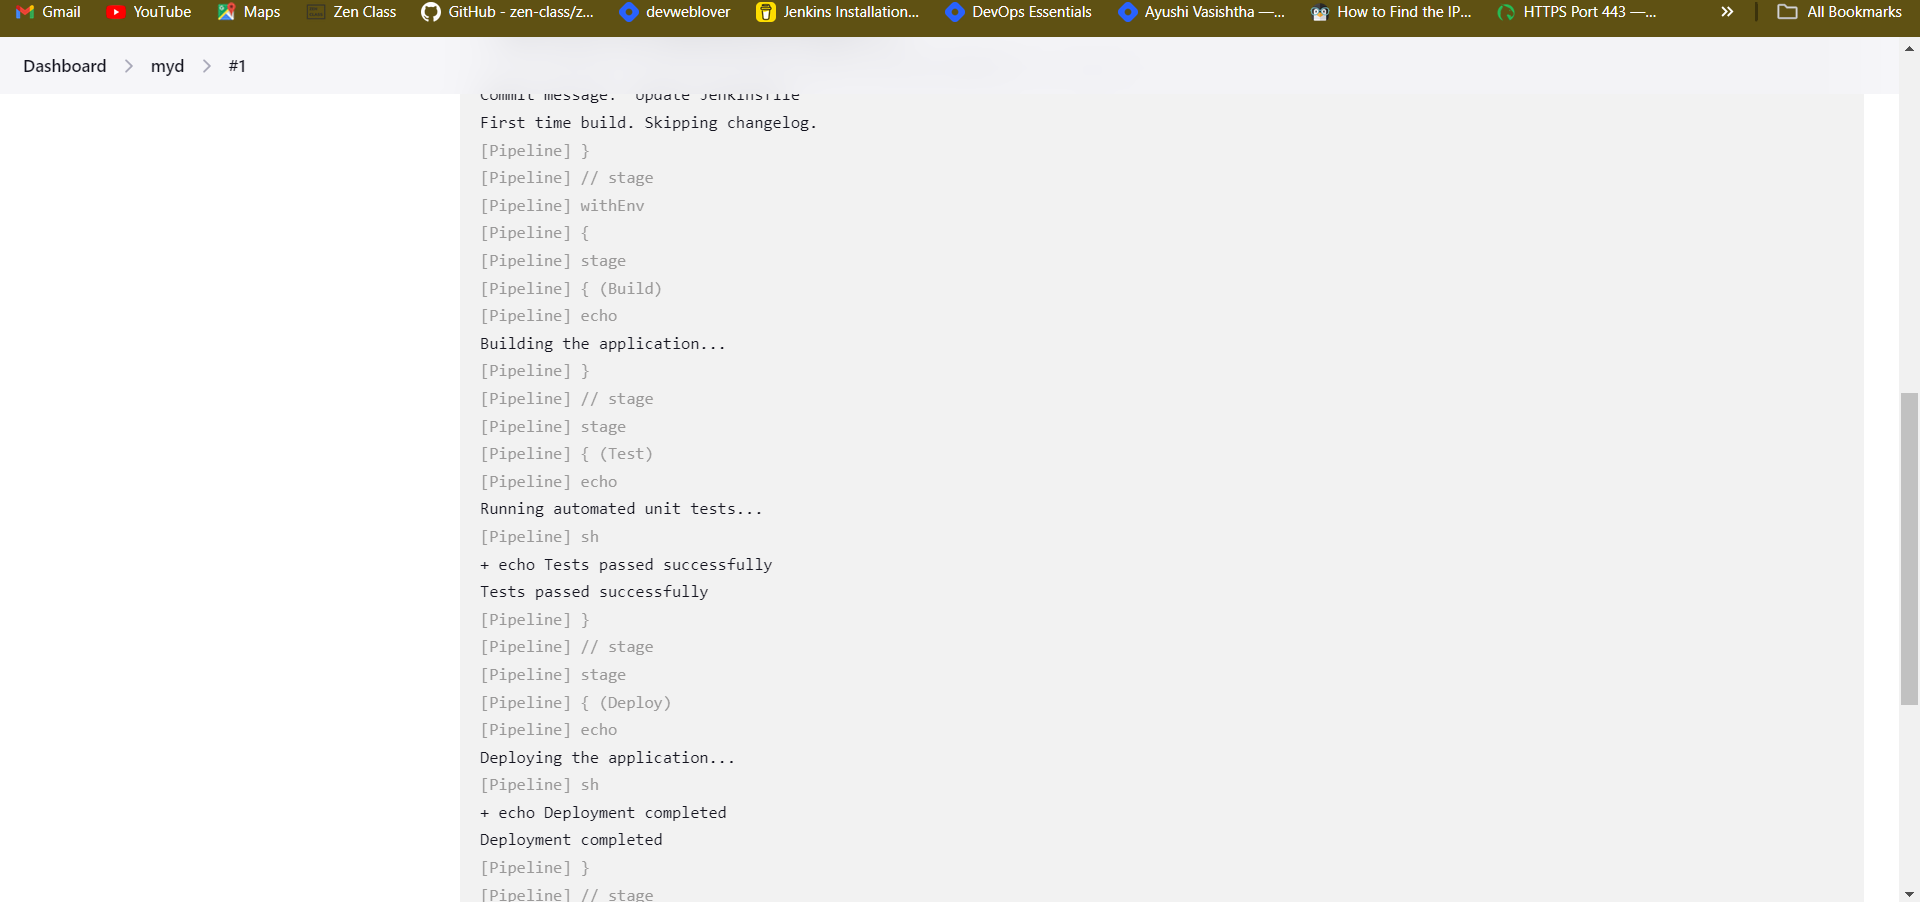 Gmail YouTube Maps Zen Class GitHub - zen-class/z... devweblover Jenkins Installation... DevOps Essentials Ayushi Vasishtha —... How to Find the IP... HTTPS Port 443 —... » All Bookmarks
Dashboard > myd > #1
Commit message: "Update Jenkinsfile
First time build. Skipping changelog.
[Pipeline] }
[Pipeline] // stage
[Pipeline] withEnv
[Pipeline] {
[Pipeline] stage
[Pipeline] { (Build)
[Pipeline] echo
Building the application...
[Pipeline] }
[Pipeline] // stage
[Pipeline] stage
[Pipeline] { (Test)
[Pipeline] echo
Running automated unit tests...
[Pipeline] sh
+ echo Tests passed successfully
Tests passed successfully
[Pipeline] }
[Pipeline] // stage
[Pipeline] stage
[Pipeline] { (Deploy)
[Pipeline] echo
Deploying the application...
[Pipeline] sh
+ echo Deployment completed
Deployment completed
[Pipeline] }
[Pipeline] // stage